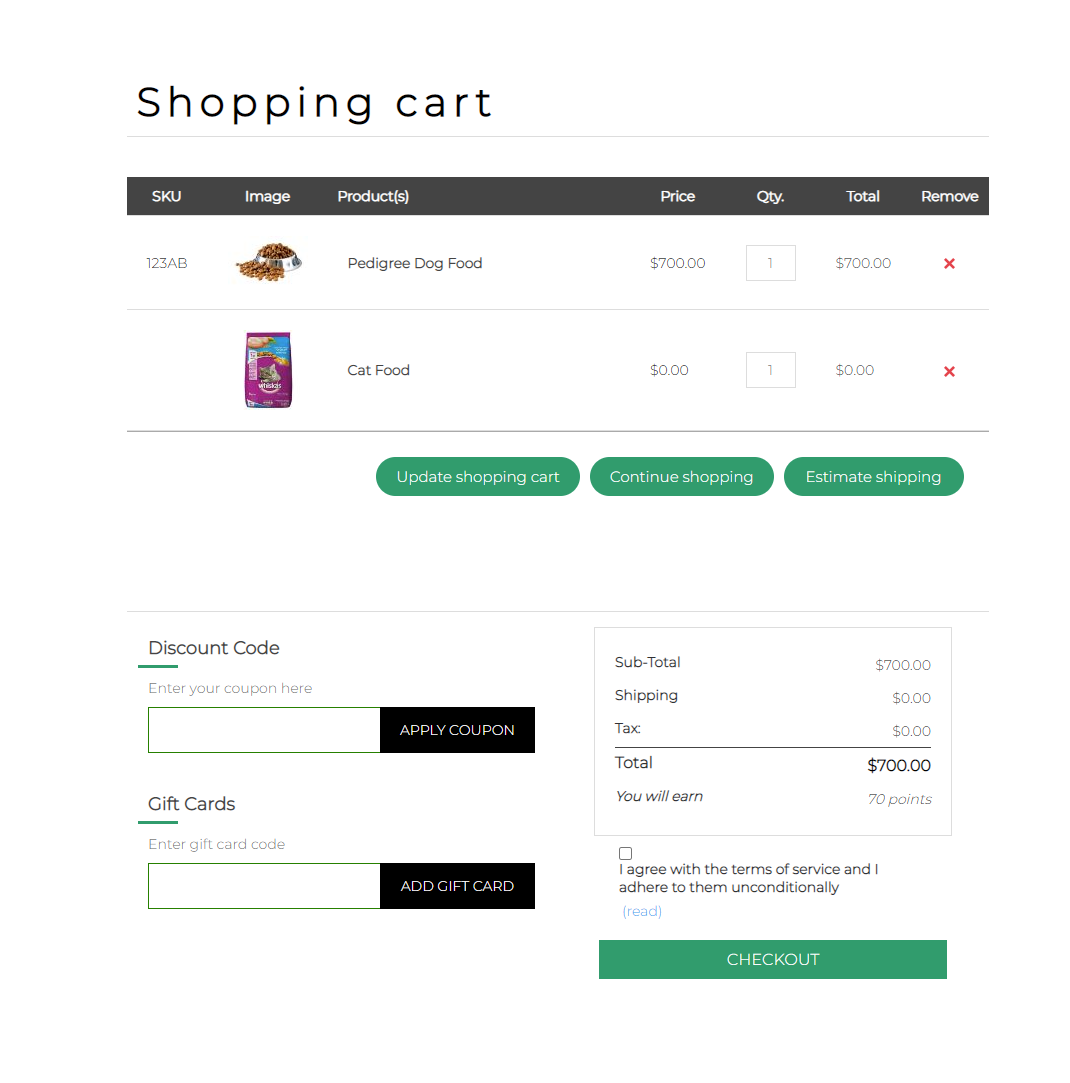 Shopping cart
SKU Image Product(s) Price Qty. Total Remove
123AB Pedigree Dog Food $700.00 1 $700.00
whiskas
Cat Food $0.00 1 $0.00
Update shopping cart Continue shopping Estimate shipping
Discount Code
Enter your coupon here
APPLY COUPON
Gift Cards
Enter gift card code
ADD GIFT CARD
Sub-Total $700.00
Shipping $0.00
Tax: $0.00
Total $700.00
You will earn 70 points
I agree with the terms of service and I
adhere to them unconditionally
(read)
CHECKOUT